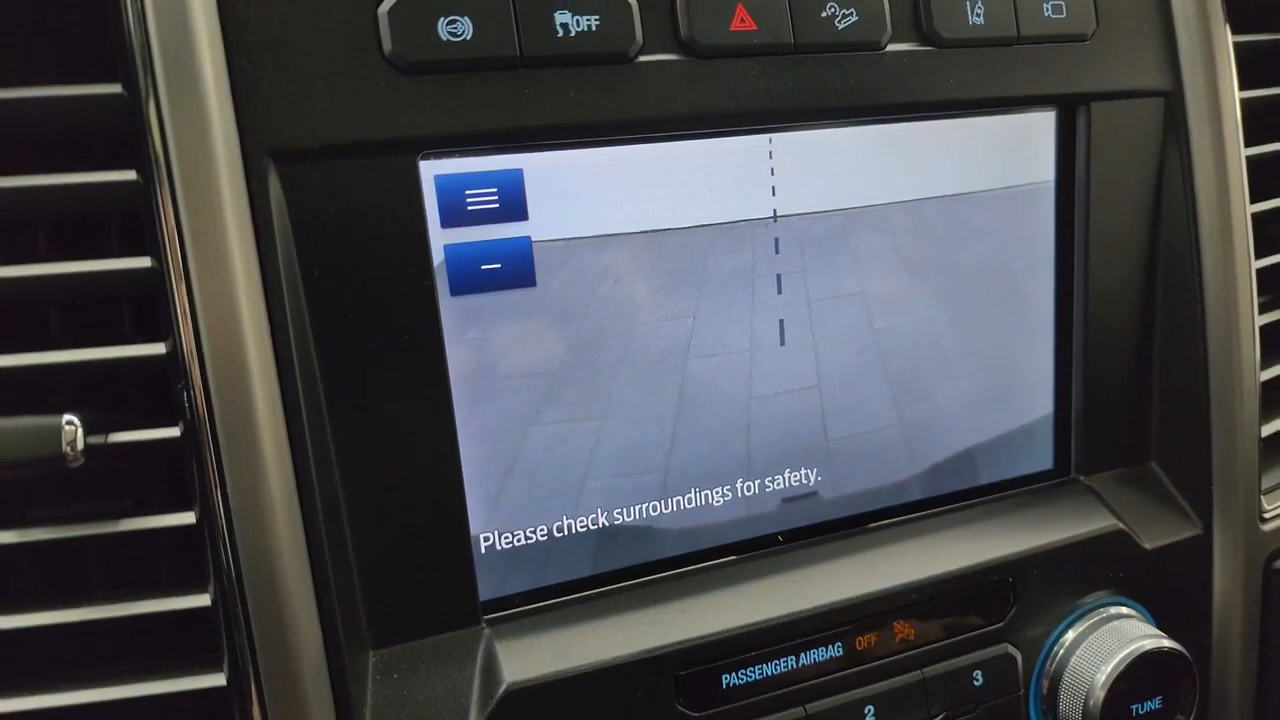 OFF
Please check surroundings for safety.
PASSENGER AIRBAG OFF
2
3
TUNE